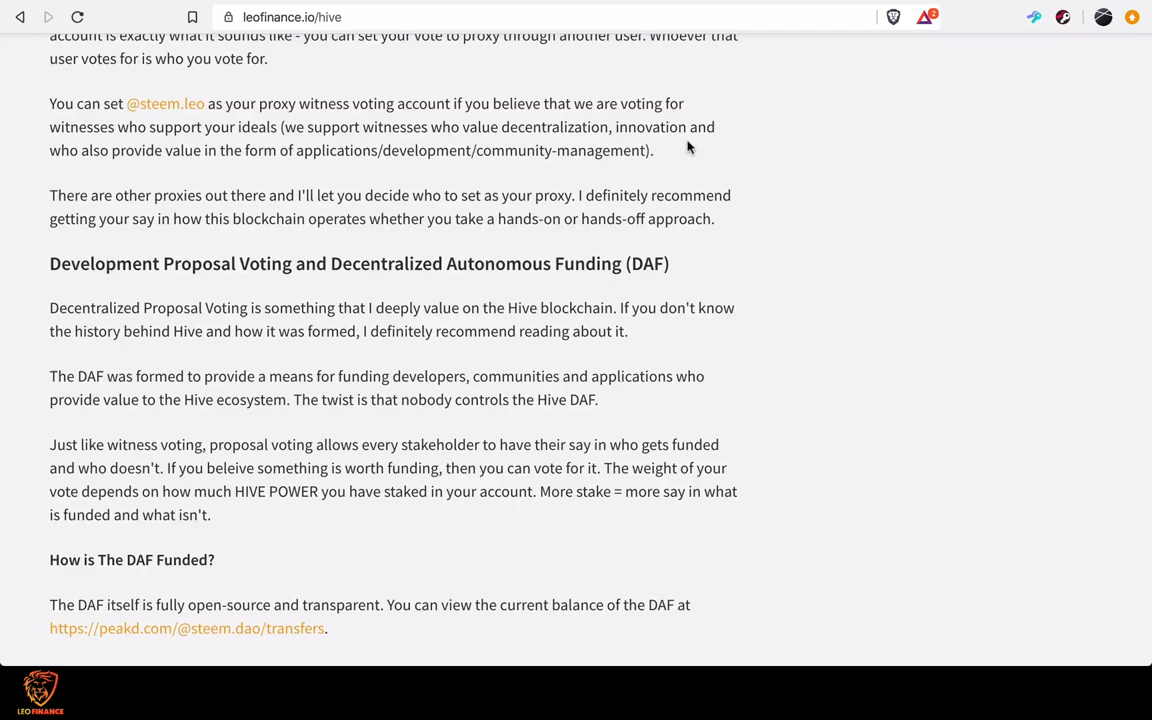 leofinance.io/hive
2
account is exactly what it sounds like - you can set your vote to proxy through another user. Whoever that
user votes for is who you vote for.
You can set @steem.leo as your proxy witness voting account if you believe that we are voting for
witnesses who support your ideals (we support witnesses who value decentralization, innovation and
who also provide value in the form of applications/development/community-management).
There are other proxies out there and I'll let you decide who to set as your proxy. I definitely recommend
getting your say in how this blockchain operates whether you take a hands-on or hands-off approach.
Development Proposal Voting and Decentralized Autonomous Funding (DAF)
Decentralized Proposal Voting is something that I deeply value on the Hive blockchain. If you don't know
the history behind Hive and how it was formed, I definitely recommend reading about it.
The DAF was formed to provide a means for funding developers, communities and applications who
provide value to the Hive ecosystem. The twist is that nobody controls the Hive DAF.
Just like witness voting, proposal voting allows every stakeholder to have their say in who gets funded
and who doesn't. If you beleive something is worth funding, then you can vote for it. The weight of your
vote depends on how much HIVE POWER you have staked in your account. More stake = more say in what
is funded and what isn't.
How is The DAF Funded?
The DAF itself is fully open-source and transparent. You can view the current balance of the DAF at
https://peakd.com/@steem.dao/transfers.
LEOFINANCE